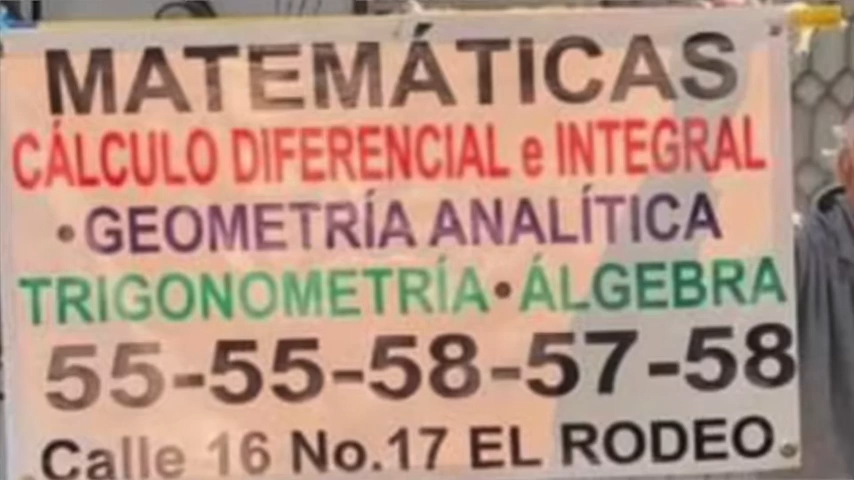 MATEMÁTICAS
CÁLCULO DIFERENCIAL e INTEGRAL
•GEOMETRÍA ANALÍTICA
TRIGONOMETRÍA•ÁLGEBRA
55-55-58-57-58
Calle 16 No.17 EL RODEO